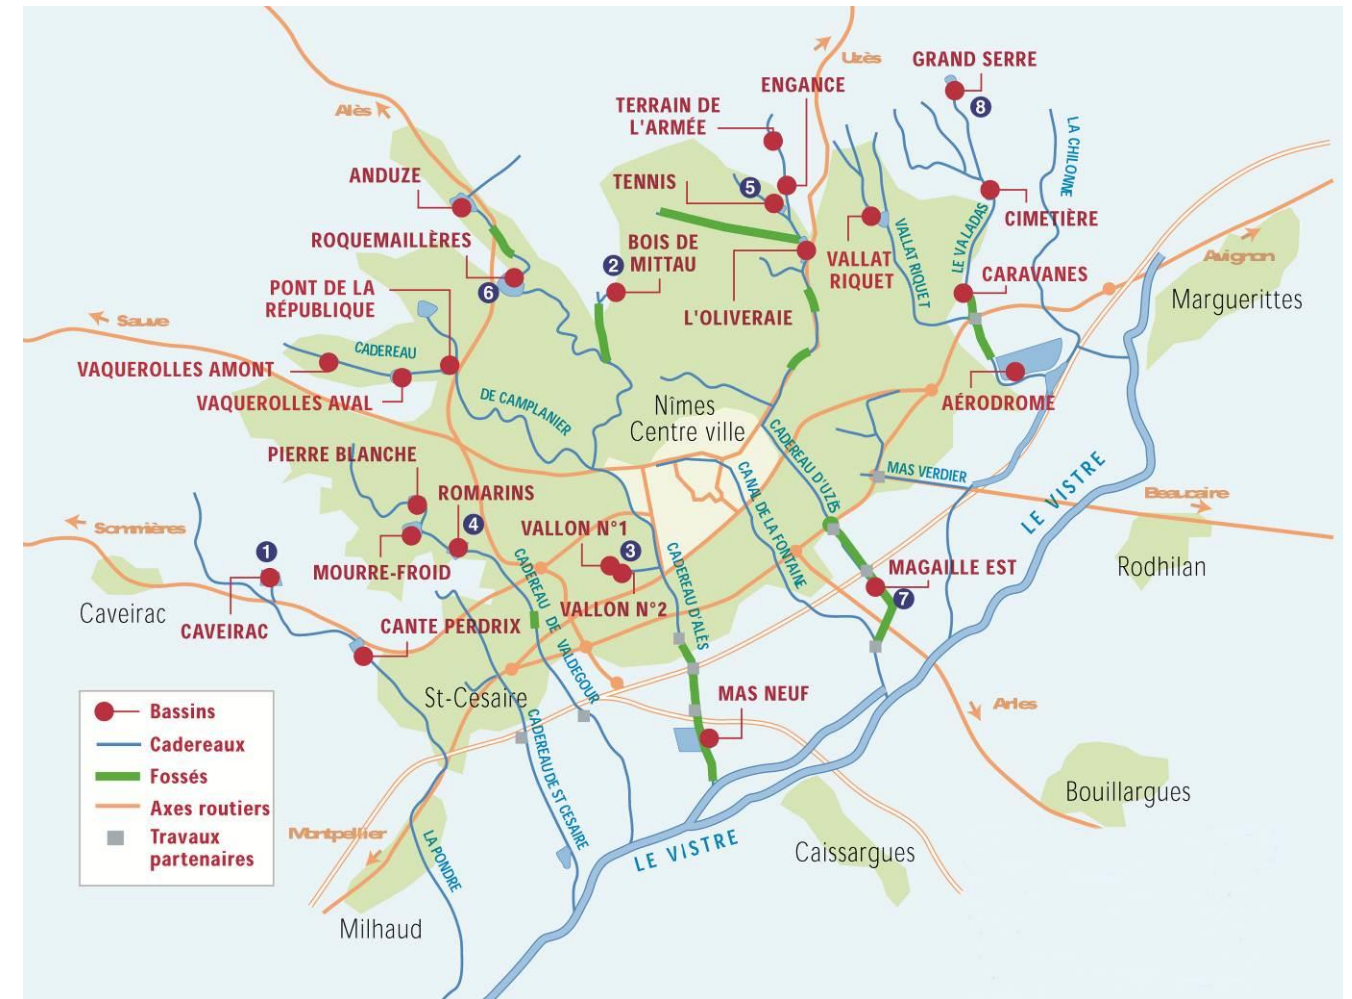 Uzès
GRAND SERRE
ENGANCE
8
TERRAIN DE
L'ARMÉE
Alès
LA CHILONNE
ANDUZE
TENNIS
5
CIMETIÈRE
LE VALADAS
VALLAT RIQUET
ROQUEMAILLÈRES
BOIS DE
MITTAU
2
VALLAT
RIQUET
Avignon
CARAVANES
6
PONT DE LA
RÉPUBLIQUE
L'OLIVERAIE
Marguerittes
Sauve
CADEREAU
VAQUEROLLES AMONT
VAQUEROLLES AVAL
DE CAMPLANIER
Nîmes
Centre ville
AÉRODROME
PIERRE BLANCHE
CADEREAU D'UZÈS
MAS VERDIER
LE VISTRE
ROMARINS
CANAL DE LA FONTAINE
Beaucaire
Sommières
4
VALLON N°1
3
1
MOURRE-FROID
CADEREAU DE VALDEGOUR
CADEREAU D'ALÈS
MAGAILLE EST
7
Rodhilan
Caveirac
CAVEIRAC
VALLON N°2
CANTE PERDRIX
St-Cesaire
MAS NEUF
Arles
CADEREAU DE ST CESAIRE
Bassins
Cadereaux
Fossés
Axes routiers
Travaux
partenaires
Bouillargues
Montpellier
LA PONDRE
LE VISTRE
Caissargues
Milhaud